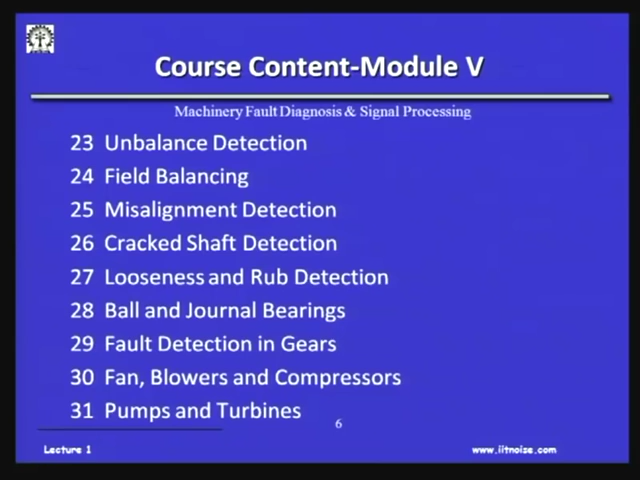 Course Content-Module V
Machinery Fault Diagnosis & Signal Processing
23 Unbalance Detection
24 Field Balancing
25 Misalignment Detection
26 Cracked Shaft Detection
27 Looseness and Rub Detection
28 Ball and Journal Bearings
29 Fault Detection in Gears
30 Fan, Blowers and Compressors
31 Pumps and Turbines
6
Lecture 1
www.iitnoise.com